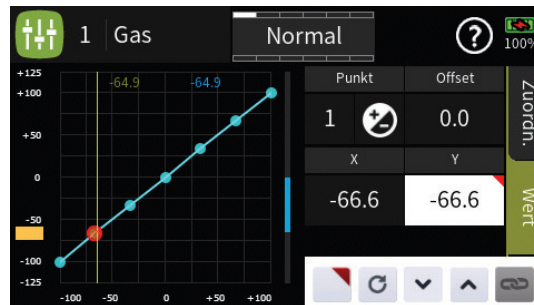 1 Gas Normal ? 100%
+125 -64.9 -64.9
+100
+50
0
-50
-100
-125
-100 -50 0 +50 +100
Punkt Offset
1 0.0
X Y
-66.6 -66.6
Zuordn.
Wert